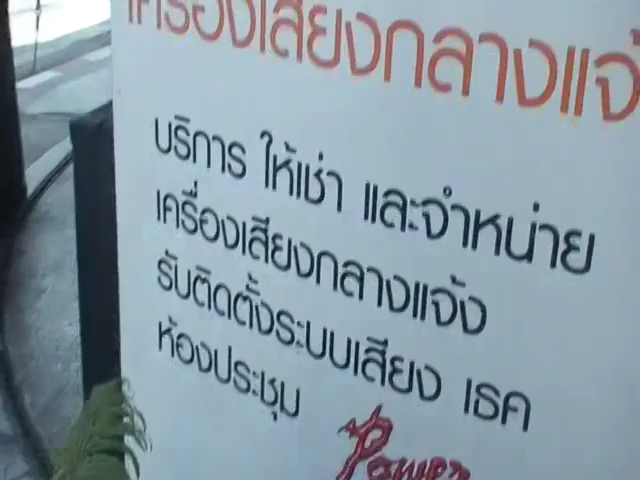 เครื่องเสียงกลางแจ้
บริการ ให้เช่า และจำหน่าย
เครื่องเสียงกลางแจ้ง
รับติดตั้งระบบเสียง เธค
ห้องประชุม
Power